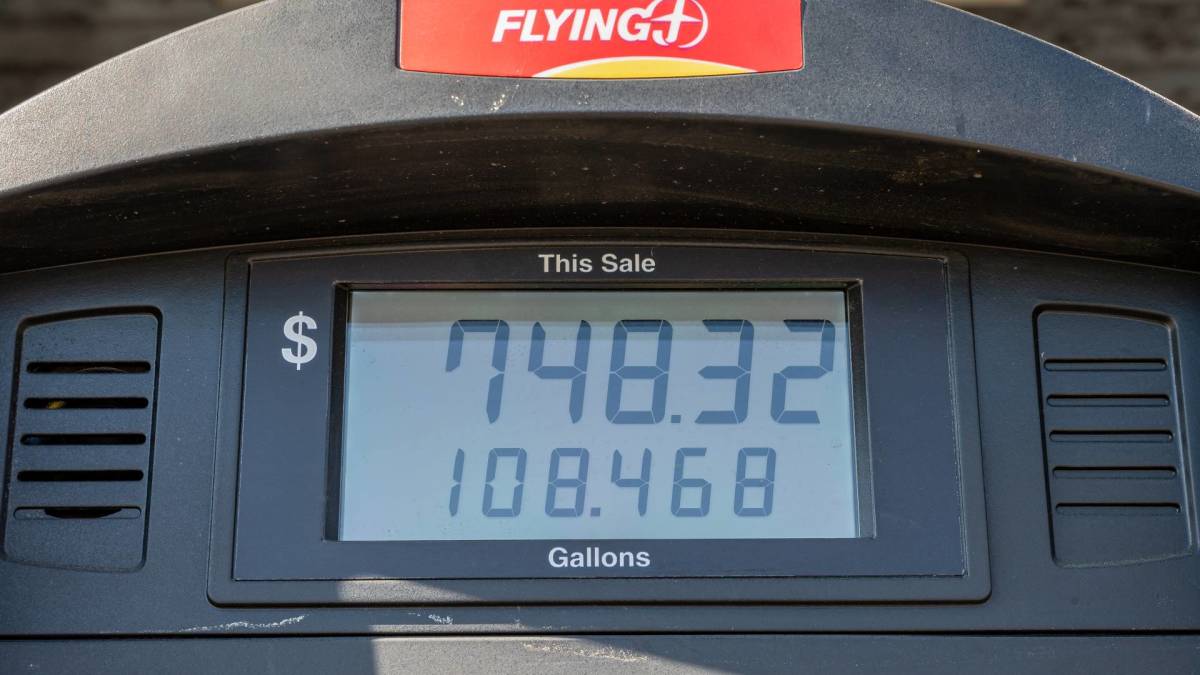 FLYING J
This Sale
$ 748.32
108.468
Gallons